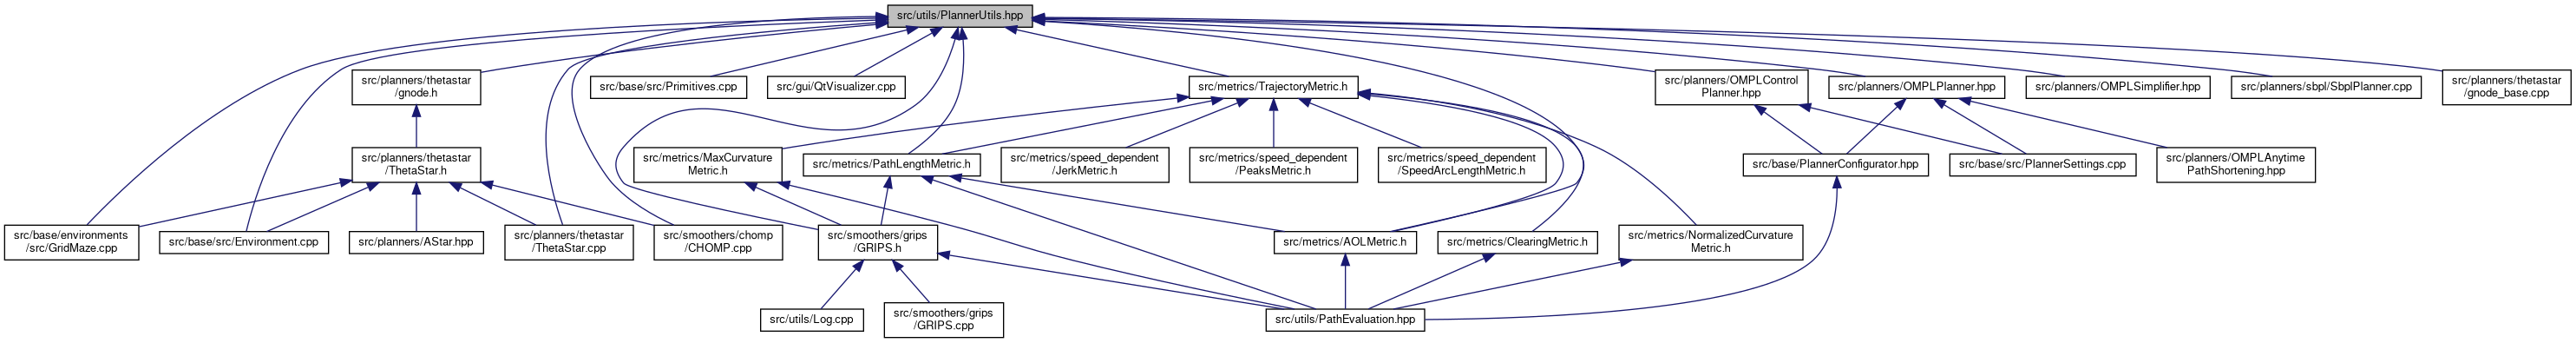 src/utils/PlannerUtils.hpp
src/planners/thetastar
/gnode.h
src/base/src/Primitives.cpp
src/gui/QtVisualizer.cpp
src/metrics/TrajectoryMetric.h
src/planners/OMPLControl
Planner.hpp
src/planners/OMPLPlanner.hpp
src/planners/OMPLSimplifier.hpp
src/planners/sbpl/SbplPlanner.cpp
src/planners/thetastar
/gnode_base.cpp
src/planners/thetastar
/ThetaStar.h
src/metrics/MaxCurvature
Metric.h
src/metrics/PathLengthMetric.h
src/metrics/speed_dependent
/JerkMetric.h
src/metrics/speed_dependent
/PeaksMetric.h
src/metrics/speed_dependent
/SpeedArcLengthMetric.h
src/base/PlannerConfigurator.hpp
src/base/src/PlannerSettings.cpp
src/planners/OMPLAnytime
PathShortening.hpp
src/base/environments
/src/GridMaze.cpp
src/base/src/Environment.cpp
src/planners/AStar.hpp
src/planners/thetastar
/ThetaStar.cpp
src/smoothers/chomp
/CHOMP.cpp
src/smoothers/grips
/GRIPS.h
src/metrics/AOLMetric.h
src/metrics/ClearingMetric.h
src/metrics/NormalizedCurvature
Metric.h
src/utils/Log.cpp
src/smoothers/grips
/GRIPS.cpp
src/utils/PathEvaluation.hpp